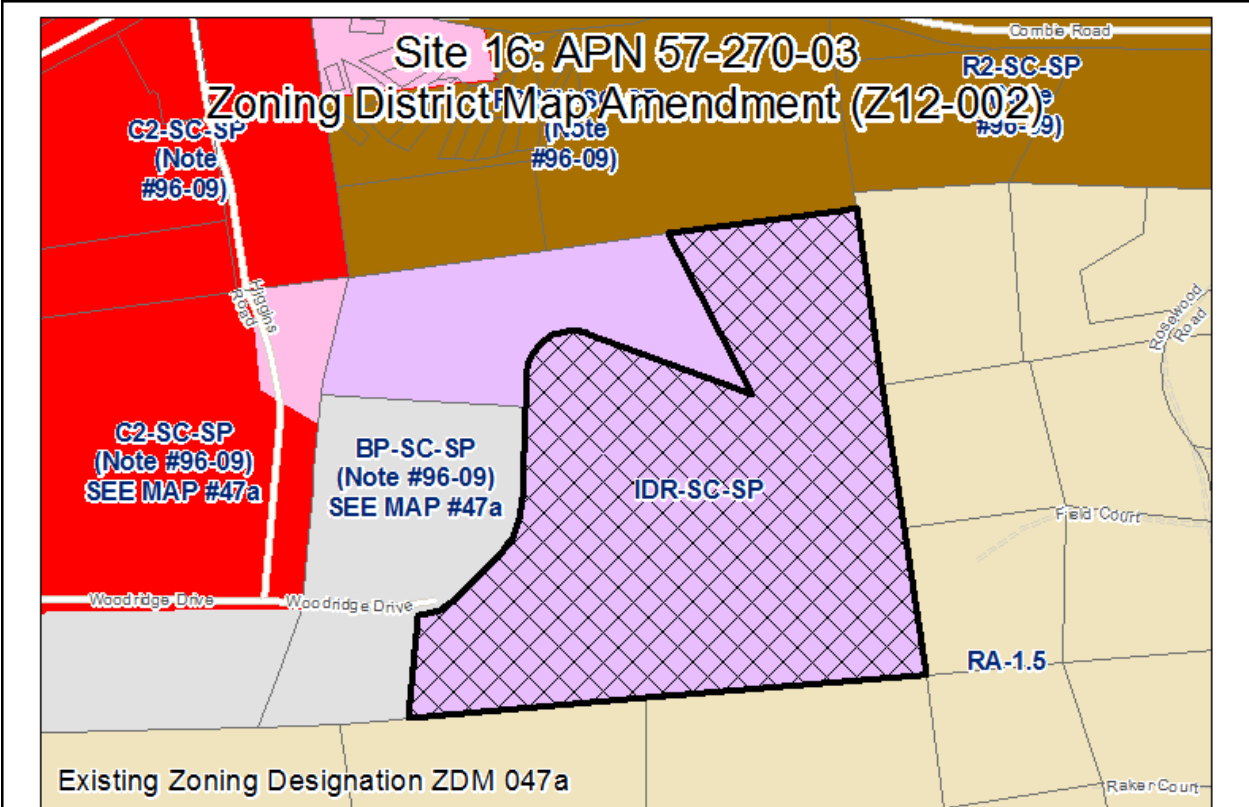 Combie Road
Site 16: APN 57-270-03
Zoning District Map Amendment (Z12-002)
R2-SC-SP
#96-09)
C2-SC-SP
(Note
#96-09)
(Note
#96-09)
Higgins
Road
Rosewood
Road
C2-SC-SP
(Note #96-09)
SEE MAP #47a
BP-SC-SP
(Note #96-09)
SEE MAP #47a
IDR-SC-SP
Field Court
Woodridge Drive
Woodridge Drive
RA-1.5
Existing Zoning Designation ZDM 047a
Raker Court